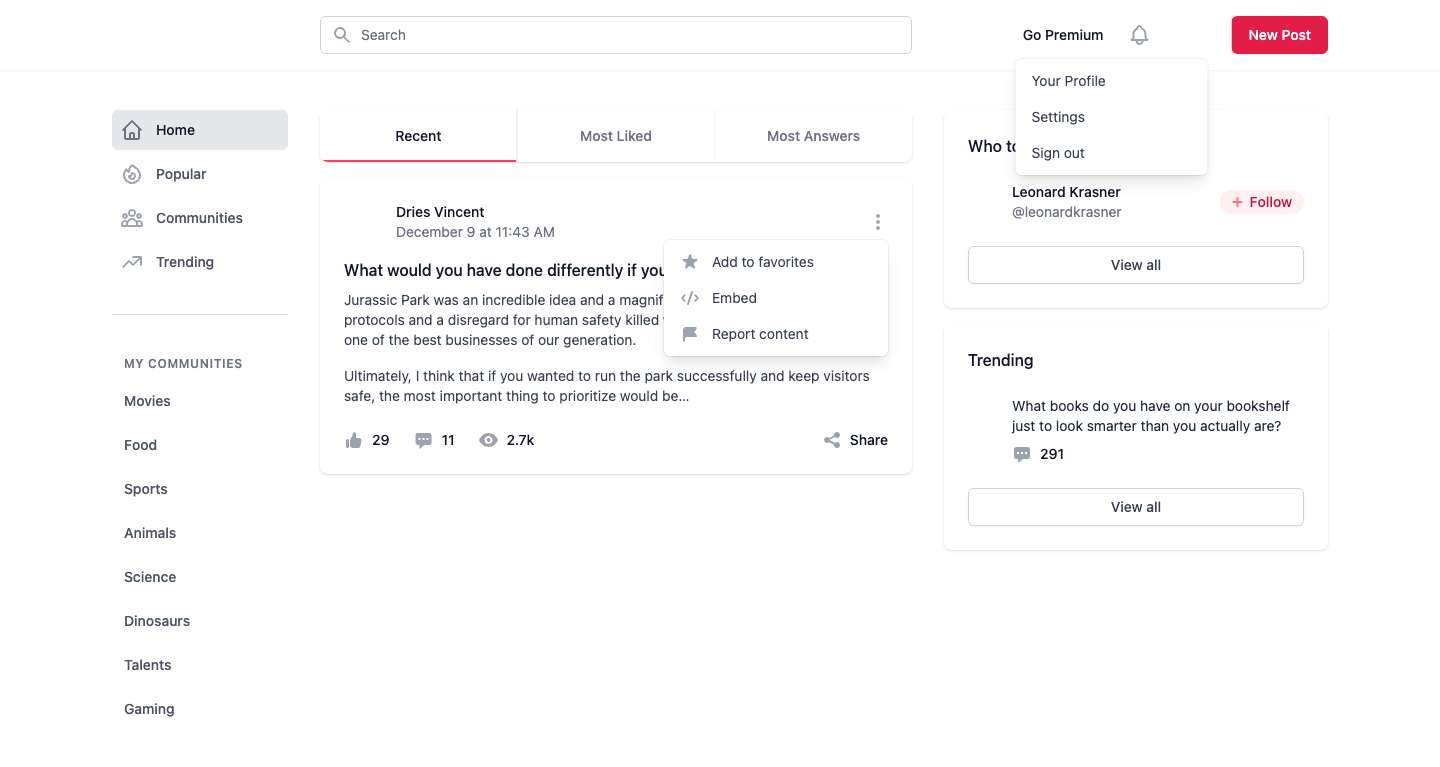 Search
Go Premium
New Post
Your Profile
Settings
Sign out
Home
Popular
Communities
Trending
MY COMMUNITIES
Movies
Food
Sports
Animals
Science
Dinosaurs
Talents
Gaming
Recent
Most Liked
Most Answers
Dries Vincent
December 9 at 11:43 AM
What would you have done differently if you
Jurassic Park was an incredible idea and a magnif
protocols and a disregard for human safety killed
one of the best businesses of our generation.
Add to favorites
Embed
Report content
Ultimately, I think that if you wanted to run the park successfully and keep visitors
safe, the most important thing to prioritize would be…
29
11
2.7k
Share
Who to
Leonard Krasner
@leonardkrasner
Follow
View all
Trending
What books do you have on your bookshelf
just to look smarter than you actually are?
291
View all